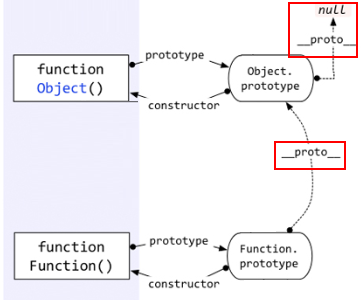 null
__proto__
prototype
function
Object()
Object.
prototype
constructor
__proto__
prototype
function
Function()
Function.
prototype
constructor